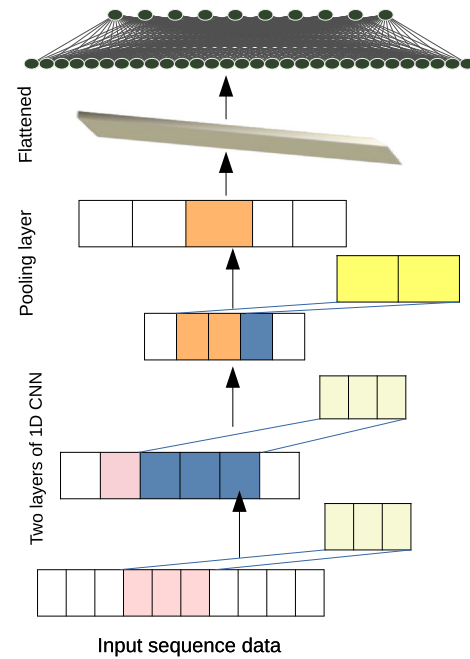 Flattened
Pooling layer
Two layers of 1D CNN
Input sequence data